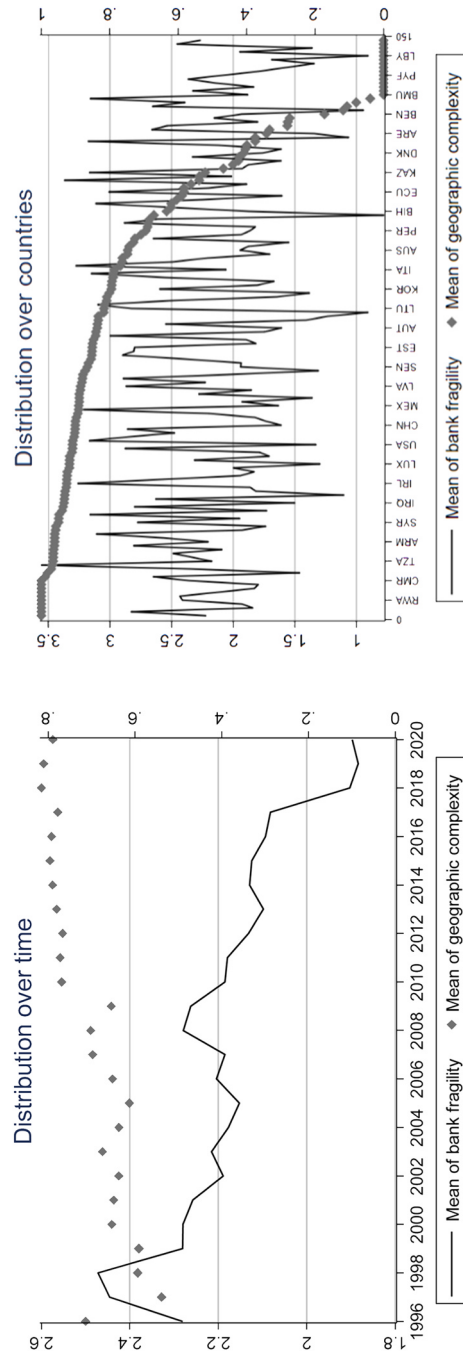 Distribution over time
2.6
2.4
2.2
2
1.8
.8
.6
.4
.2
0
1996
1998
2000
2002
2004
2006
2008
2010
2012
2014
2016
2018
2020
Mean of bank fragility
Mean of geographic complexity
Distribution over countries
3.5
3
2.5
2
1.5
1
1
.8
.6
.4
.2
0
0
RWA
CMR
TZA
ARM
SYR
IRQ
IRL
LUX
USA
CHN
MEX
LVA
SEN
EST
AUT
LTU
KOR
ITA
AUS
PER
BIH
ECU
KAZ
DNK
ARE
BEN
BMU
PYF
LBY
150
Mean of bank fragility
Mean of geographic complexity